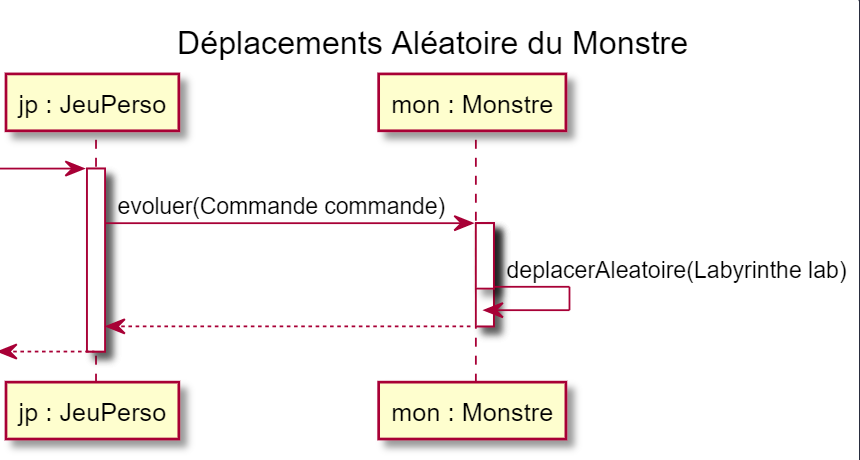 Déplacements Aléatoire du Monstre
jp : JeuPerso
mon : Monstre
evoluer(Commande commande)
deplacerAleatoire(Labyrinthe lab)
jp : JeuPerso
mon : Monstre